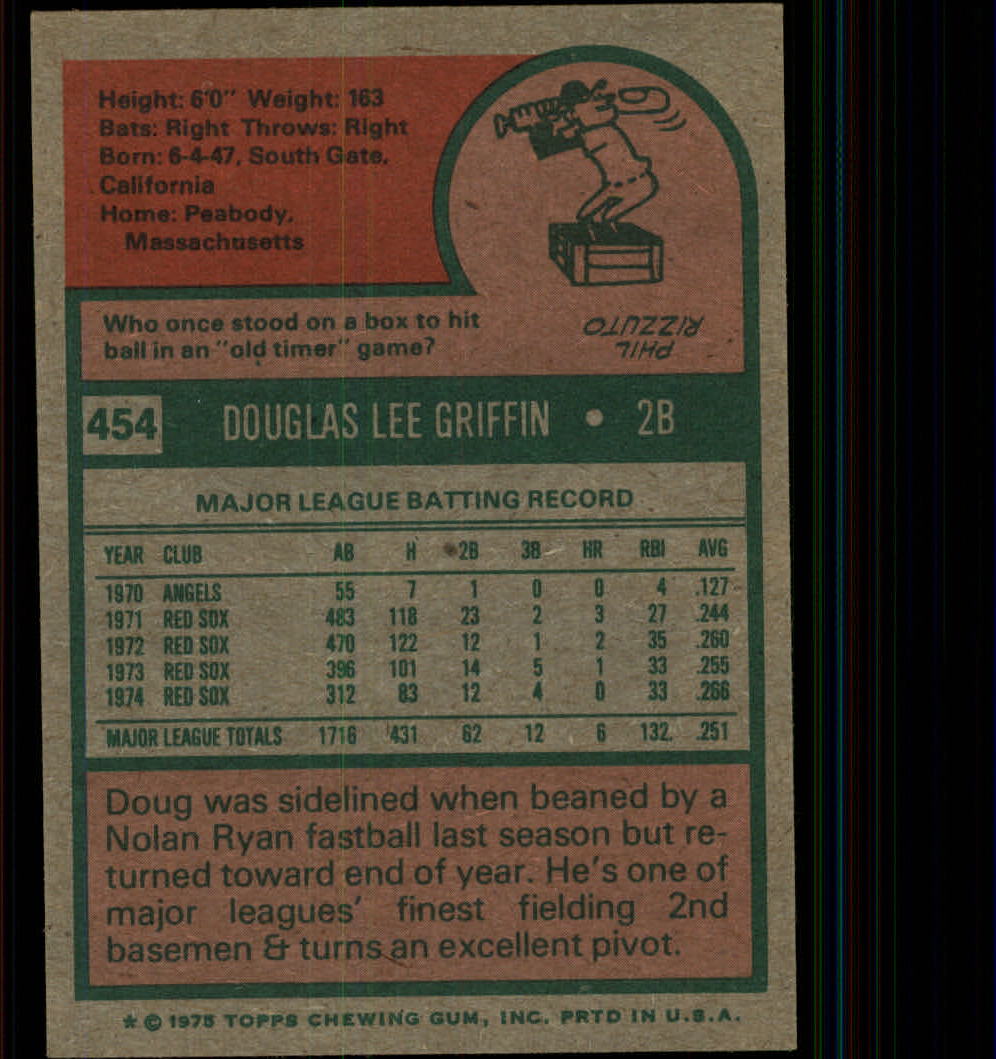 Height: 6'0" Weight: 163
Bats: Right Throws: Right
Born: 6-4-47, South Gate,
California
Home: Peabody,
Massachusetts
Who once stood on a box to hit
ball in an "old timer" game?
PHIL
RIZZUTO
454 DOUGLAS LEE GRIFFIN • 2B
MAJOR LEAGUE BATTING RECORD
YEAR CLUB AB H 2B 3B HR RBI AVG
1970 ANGELS 55 7 1 0 0 4 .127
1971 RED SOX 483 118 23 2 3 27 .244
1972 RED SOX 470 122 12 1 2 35 .260
1973 RED SOX 396 101 14 5 1 33 .255
1974 RED SOX 312 83 12 4 0 33 .266
MAJOR LEAGUE TOTALS 1716 431 62 12 6 132 .251
Doug was sidelined when beaned by a
Nolan Ryan fastball last season but re-
turned toward end of year. He's one of
major leagues' finest fielding 2nd
basemen & turns an excellent pivot.
* © 1975 TOPPS CHEWING GUM, INC. PRTD IN U.S.A.